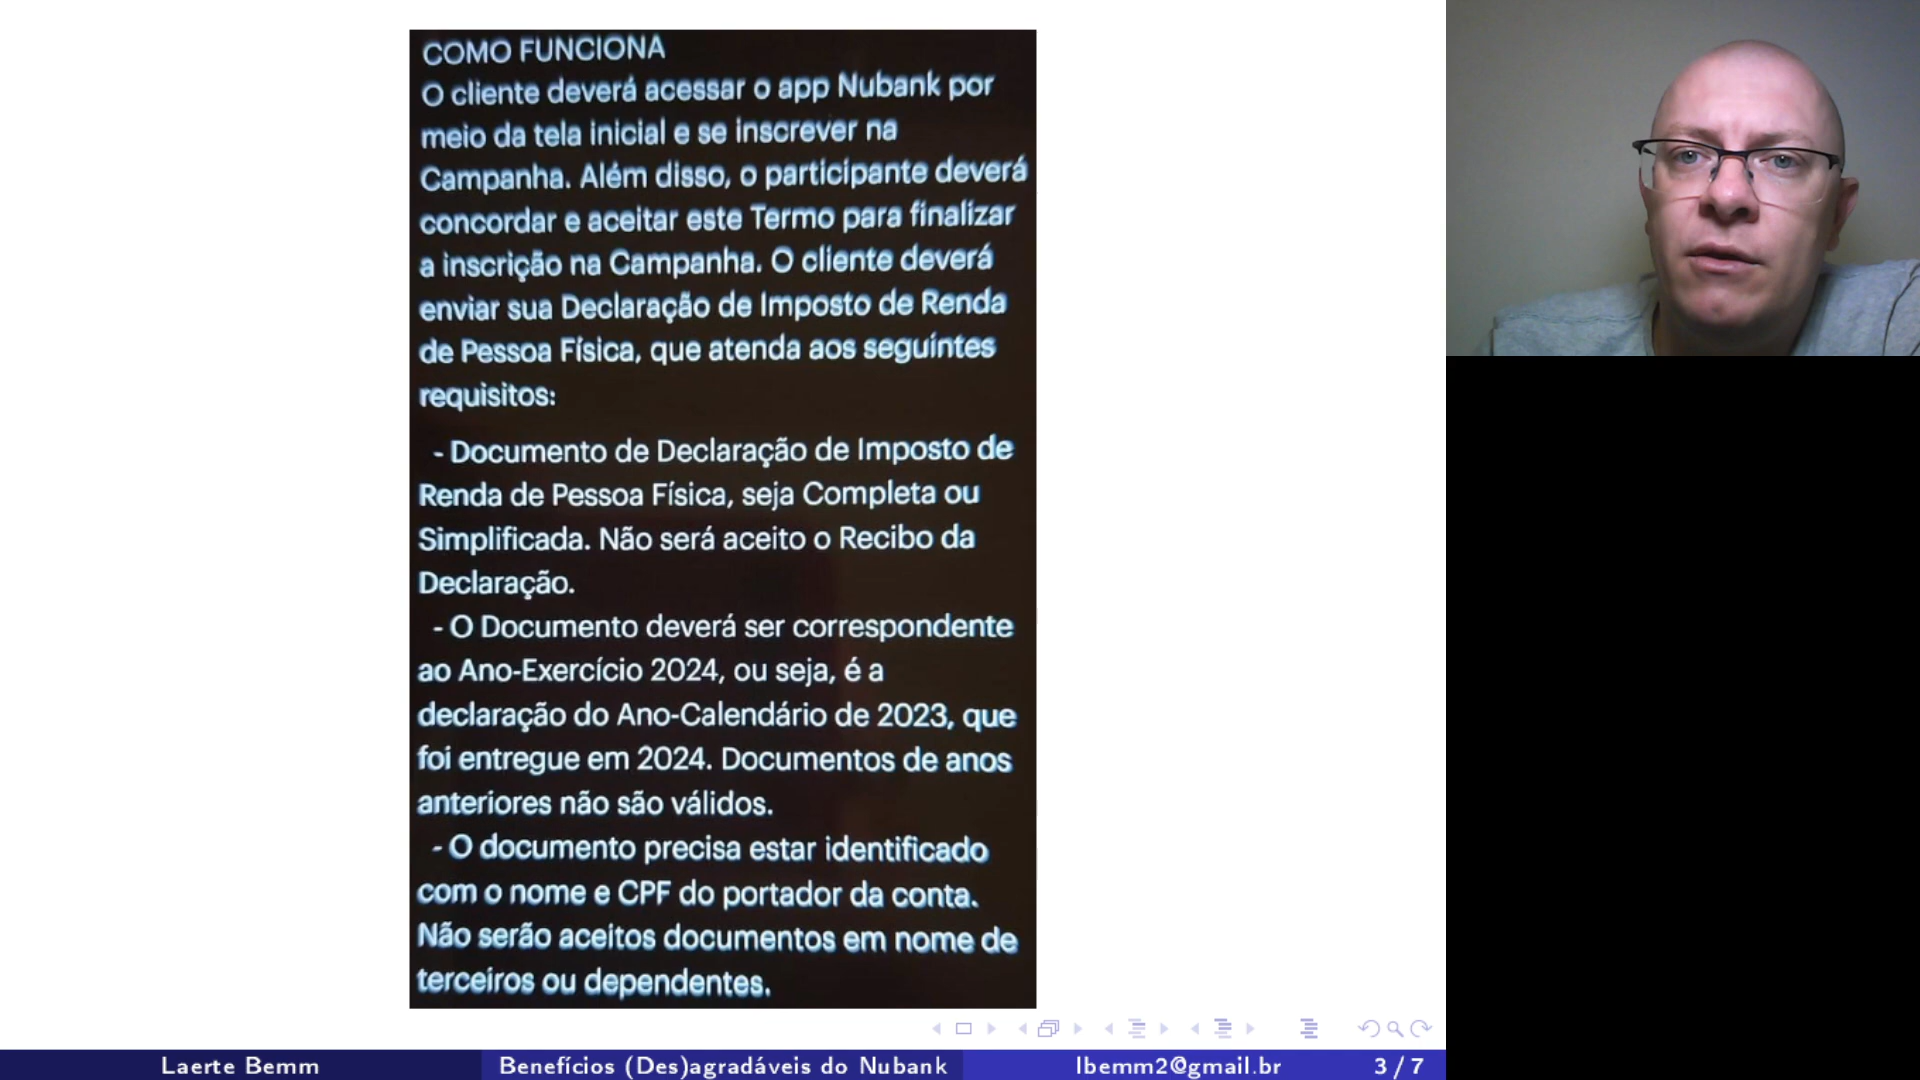 COMO FUNCIONA
O cliente deverá acessar o app Nubank por
meio da tela inicial e se inscrever na
Campanha. Além disso, o participante deverá
concordar e aceitar este Termo para finalizar
a inscrição na Campanha. O cliente deverá
enviar sua Declaração de Imposto de Renda
de Pessoa Física, que atenda aos seguintes
requisitos:
- Documento de Declaração de Imposto de
Renda de Pessoa Física, seja Completa ou
Simplificada. Não será aceito o Recibo da
Declaração.
- O Documento deverá ser correspondente
ao Ano-Exercício 2024, ou seja, é a
declaração do Ano-Calendário de 2023, que
foi entregue em 2024. Documentos de anos
anteriores não são válidos.
- O documento precisa estar identificado
com o nome e CPF do portador da conta.
Não serão aceitos documentos em nome de
terceiros ou dependentes.
Laerte Bemm
Benefícios (Des)agradáveis do Nubank
lbemm2@gmail.br
3 / 7